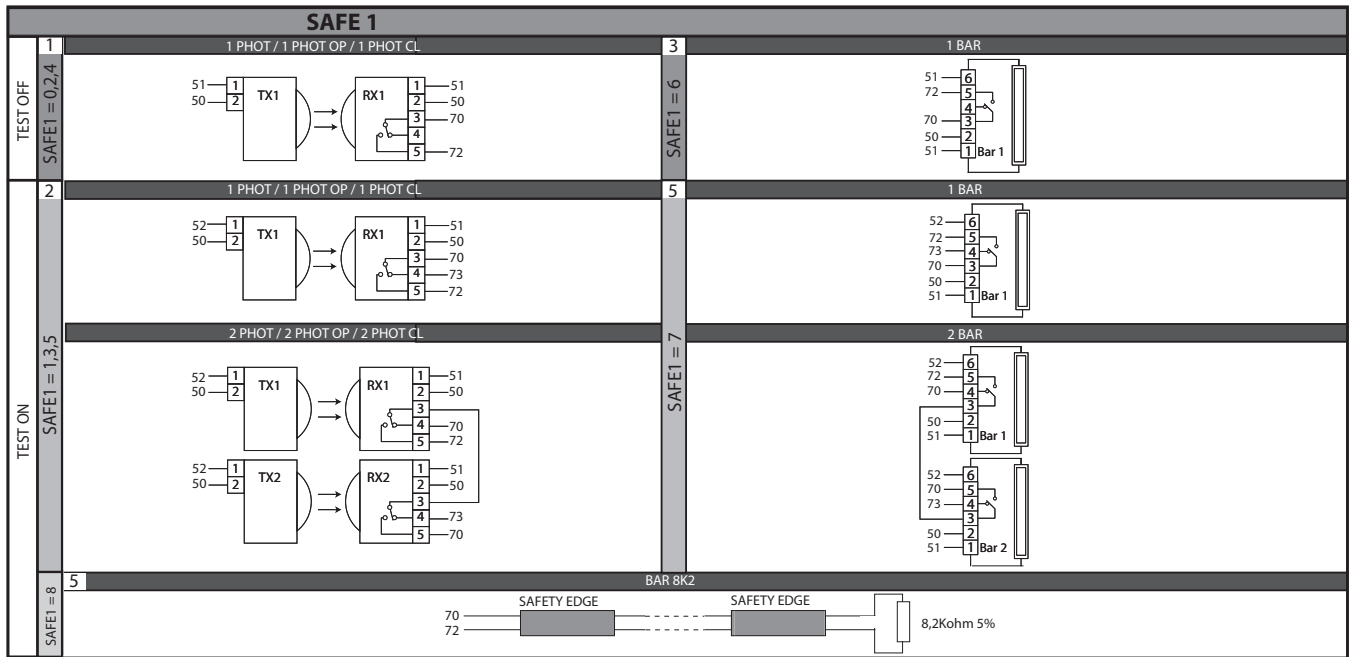 SAFE 1
TEST OFF
SAFE1 = 0,2,4
1
1 PHOT / 1 PHOT OP / 1 PHOT CL
51 1 TX1 RX1 1 51
50 2 2 50
3 70
4
5 72
SAFE1 = 6
3
1 BAR
51 6
72 5
4
70 3
50 2
51 1 Bar 1
TEST ON
SAFE1 = 1,3,5
2
1 PHOT / 1 PHOT OP / 1 PHOT CL
52 1 TX1 RX1 1 51
50 2 2 50
3 70
4 73
5 72
2 PHOT / 2 PHOT OP / 2 PHOT CL
52 1 TX1 RX1 1 51
50 2 2 50
3
4 70
5 72
52 1 TX2 RX2 1 51
50 2 2 50
3
4 73
5 70
SAFE1 = 7
5
1 BAR
52 6
72 5
73 4
70 3
50 2
51 1 Bar 1
2 BAR
52 6
72 5
70 4
3
50 2
51 1 Bar 1
52 6
70 5
73 4
3
50 2
51 1 Bar 2
SAFE1 = 8
5
BAR 8K2
SAFETY EDGE SAFETY EDGE
70
72
8,2Kohm 5%